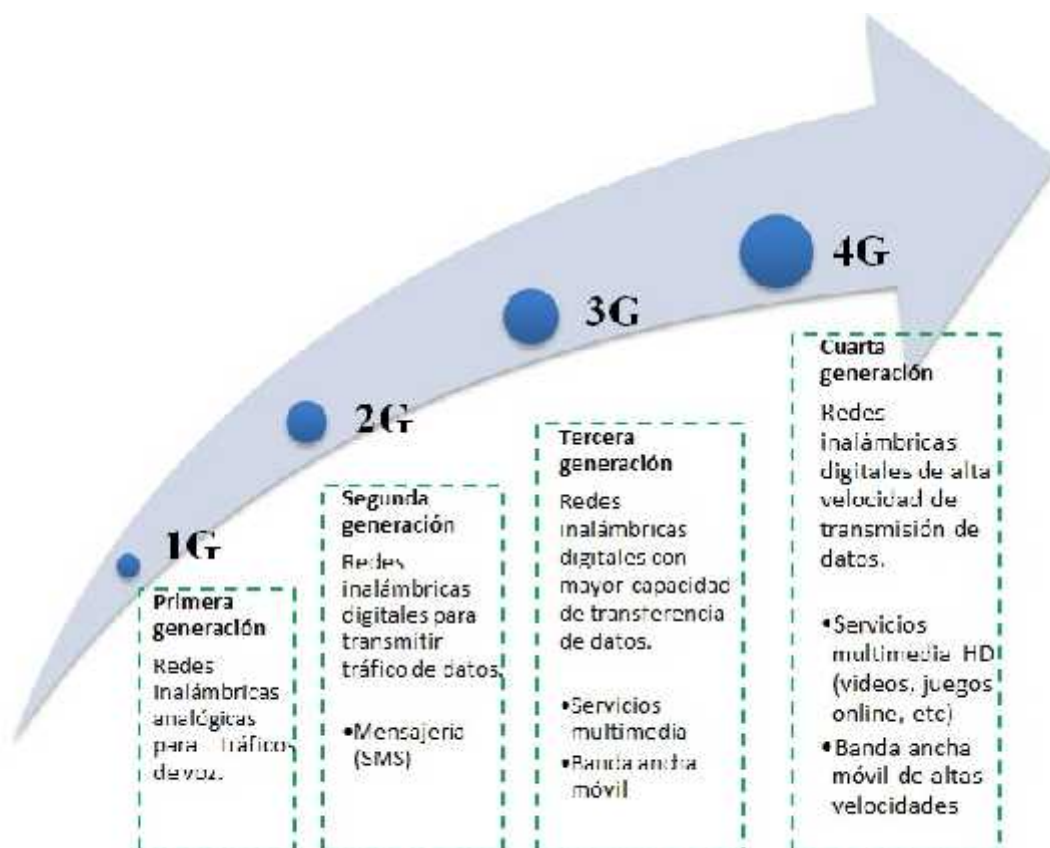 1G
Primera
generación
Redes
inalámbricas
analógicas
para tráficos
de voz.
2G
Segunda
generación
Redes
inalámbricas
digitales para
transmitir
tráfico de datos.
•Mensajería
(SMS)
3G
Tercera
generación
Redes
inalámbricas
digitales con
mayor capacidad
de transferencia
de datos.
•Servicios
multimedia
•Banda ancha
móvil
4G
Cuarta
generación
Redes
inalámbricas
digitales de alta
velocidad de
transmisión de
datos.
•Servicios
multimedia HD
(videos, juegos
online, etc)
•Banda ancha
móvil de altas
velocidades